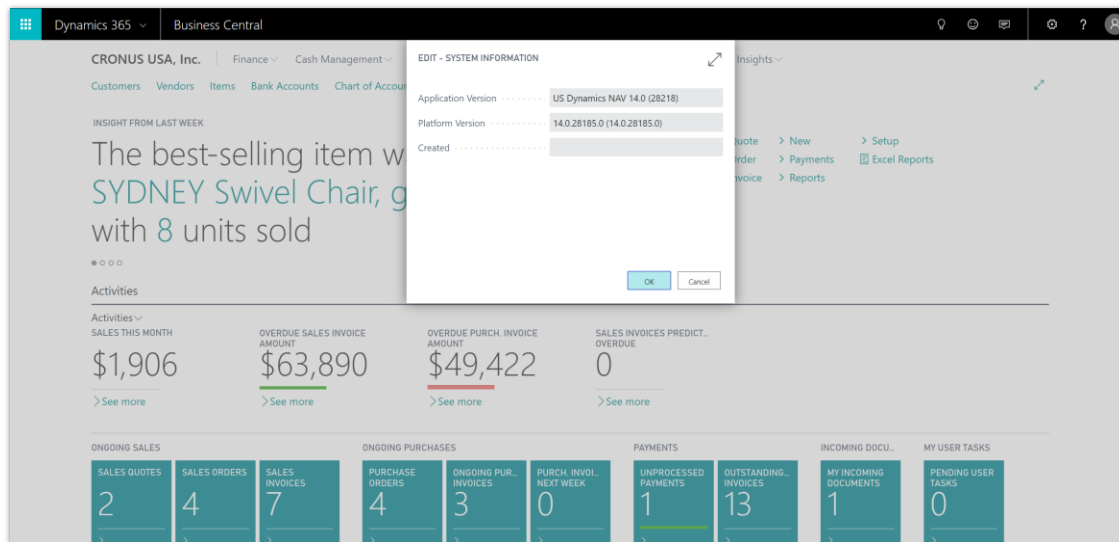 Dynamics 365
Business Central
?
CRONUS USA, Inc.
Finance
Cash Management
Insights
Customers
Vendors
Items
Bank Accounts
Chart of Accou
EDIT - SYSTEM INFORMATION
Application Version
US Dynamics NAV 14.0 (28218)
Platform Version
14.0.28185.0 (14.0.28185.0)
Created
OK
Cancel
INSIGHT FROM LAST WEEK
The best-selling item w
SYDNEY Swivel Chair, g
with 8 units sold
uote
> New
> Setup
rder
> Payments
Excel Reports
nvoice
> Reports
Activities
Activities
SALES THIS MONTH
$1,906
>See more
OVERDUE SALES INVOICE
AMOUNT
$63,890
>See more
OVERDUE PURCH. INVOICE
AMOUNT
$49,422
>See more
SALES INVOICES PREDICT...
OVERDUE
0
>See more
ONGOING SALES
SALES QUOTES
2
SALES ORDERS
4
SALES
INVOICES
7
ONGOING PURCHASES
PURCHASE
ORDERS
4
ONGOING PUR...
INVOICES
3
PURCH. INVOI...
NEXT WEEK
0
PAYMENTS
UNPROCESSED
PAYMENTS
1
OUTSTANDING...
INVOICES
13
INCOMING DOCU...
MY INCOMING
DOCUMENTS
1
MY USER TASKS
PENDING USER
TASKS
0